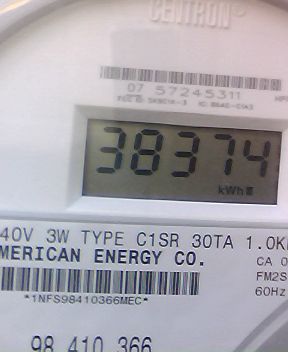 CENTRON®
07 57245311
38374
kWh
40V 3W TYPE C1SR 30TA 1.0K
MERICAN ENERGY CO.
CA 0
FM2S
60Hz
*1NFS98410366MEC*
98 410 366